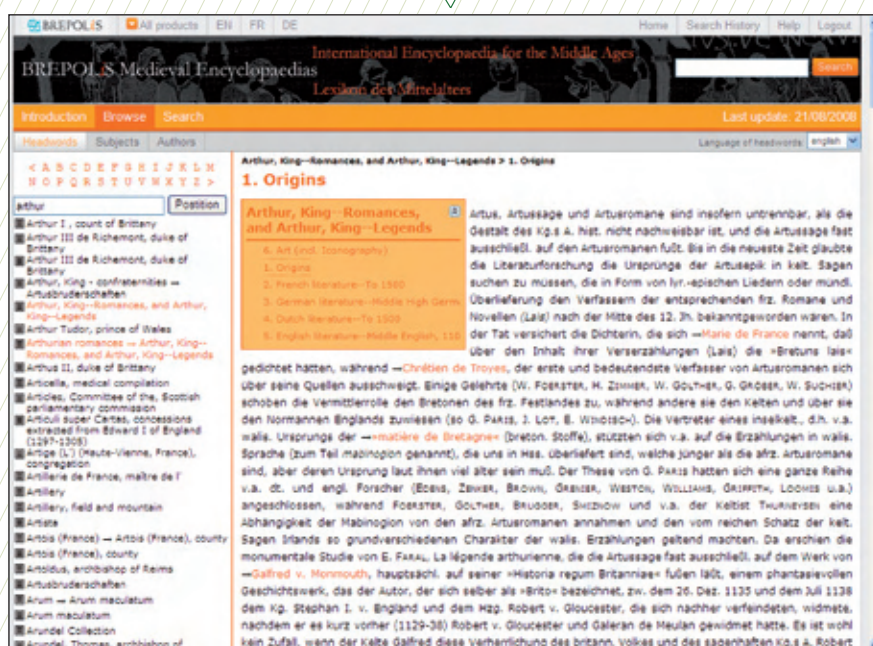 BREPOLiS All products EN FR DE Home Search History Help Logout
BREPOLiS Medieval Encyclopaedias
International Encyclopaedia for the Middle Ages
Lexikon des Mittelalters
Search
Introduction Browse Search Last update: 21/08/2008
Headwords Subjects Authors Language of headwords english
< A B C D E F G H I J K L M
N O P Q R S T U V W X Y Z >
arthur Postition
Arthur I , count of Brittany
Arthur III de Richemont, duke of
Brittany
Arthur III de Richemont, duke of
Brittany
Arthur, King - confraternities →
Artusbruderschaften
Arthur, King--Romances, and Arthur,
King--Legends
Arthur Tudor, prince of Wales
Arthurian romances → Arthur, King--
Romances, and Arthur, King--Legends
Arthus II, duke of Brittany
Articella, medical compilation
Articles, Committee of the, Scottish
parliamentary commission
Articuli super Cartas, concessions
extracted from Edward I of England
(1297-1305)
Artige (L') (Haute-Vienne, France),
congregation
Artillerie de France, maître de l'
Artillery
Artillery, field and mountain
Artiste
Artois (France) → Artois (France), county
Artois (France), county
Artoldus, archbishop of Reims
Artusbruderschaften
Arum → Arum maculatum
Arum maculatum
Arundel Collection
Arundel, Thomas, archbishop of
Arthur, King--Romances, and Arthur, King--Legends > 1. Origins
1. Origins
Arthur, King--Romances,
and Arthur, King--Legends
6. Art (incl. Iconography)
1. Origins
2. French literature--To 1500
3. German literature--Middle High Germ
4. Dutch literature--To 1500
5. English literature--Middle English, 110
Artus, Artussage und Artusromane sind insofern untrennbar, als die
Gestalt des Kg.s A. hist. nicht nachweisbar ist, und die Artussage fast
ausschließl. auf den Artusromanen fußt. Bis in die neueste Zeit glaubte
die Literaturforschung die Ursprünge der Artusepik in kelt. Sagen
suchen zu müssen, die in Form von lyr.-epischen Liedern oder mündl.
Überlieferung den Verfassern der entsprechenden frz. Romane und
Novellen (Lais) nach der Mitte des 12. Jh. bekanntgeworden waren. In
der Tat versichert die Dichterin, die sich →Marie de France nennt, daß
über den Inhalt ihrer Verserzählungen (Lais) die »Bretuns lais«
gedichtet hätten, während →Chrétien de Troyes, der erste und bedeutendste Verfasser von Artusromanen sich
über seine Quellen ausschweigt. Einige Gelehrte (W. FOERSTER, H. ZIMMER, W. GOLTHER, G. GRÖBER, W. SUCHIER)
schoben die Vermittlerrolle den Bretonen des frz. Festlandes zu, während andere sie den Kelten und über sie
den Normannen Englands zuwiesen (so G. PARIS, J. LOT, E. WINDISCH). Die Vertreter eines inselkelt., d.h. v.a.
walis. Ursprungs der →»matière de Bretagne« (breton. Stoffe), stützten sich v.a. auf die Erzählungen in walis.
Sprache (zum Teil mabinogion genannt), die uns in Hss. überliefert sind, welche jünger als die afrz. Artusromane
sind, aber deren Ursprung laut ihnen viel älter sein muß. Der These von G. PARIS hatten sich eine ganze Reihe
v.a. dt. und engl. Forscher (EDENS, ZENKER, BROWN, GREINER, WESTON, WILLIAMS, GRIFFITH, LOOMIS u.a.)
angeschlossen, während FOERSTER, GOLTHER, BRUGGER, SMIRNOW und v.a. der Keltist THURNEYSEN eine
Abhängigkeit der Mabinogion von den afrz. Artusromanen annahmen und den vom reichen Schatz der kelt.
Sagen Irlands so grundverschiedenen Charakter der walis. Erzählungen geltend machten. Da erschien die
monumentale Studie von E. FARAL, La légende arthurienne, die die Artussage fast ausschließl. auf dem Werk von
→Galfred v. Monmouth, hauptsächl. auf seiner »Historia regum Britanniae« fußen läßt, einem phantasievollen
Geschichtswerk, das der Autor, der sich selber als »Brito« bezeichnet, zw. dem 26. Dez. 1135 und dem Juli 1138
dem Kg. Stephan I. v. England und dem Hzg. Robert v. Gloucester, die sich nachher verfeindeten, widmete,
nachdem er es kurz vorher (1129-38) Robert v. Gloucester und Galeran de Meulan gewidmet hatte. Es ist wohl
kein Zufall, wenn der Kelte Galfred diese Verherrlichung des britann. Volkes und des sagenhaften Kg.s A. Robert